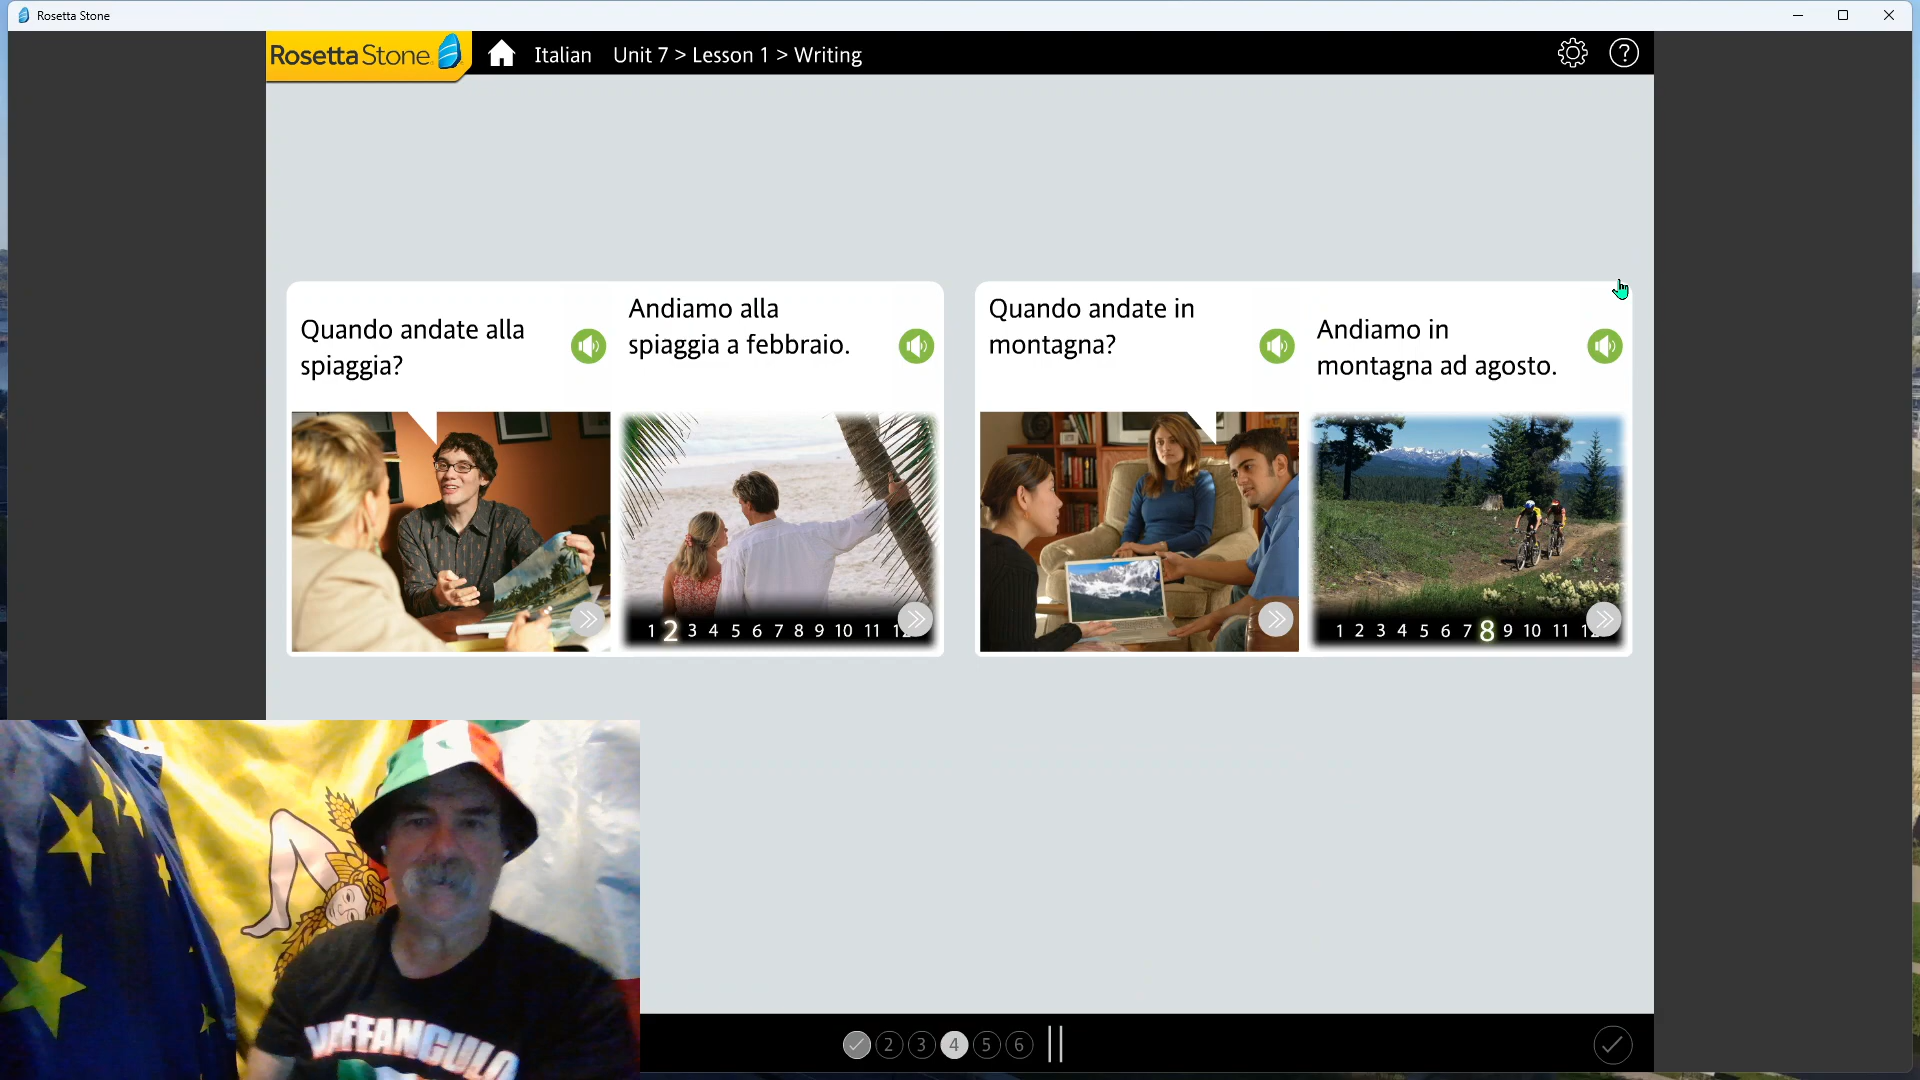 Rosetta Stone
RosettaStone
Italian Unit 7 > Lesson 1 > Writing
Quando andate alla
spiaggia?
Andiamo alla
spiaggia a febbraio.
Quando andate in
montagna?
Andiamo in
montagna ad agosto.
1 2 3 4 5 6 7 8 9 10 11
1 2 3 4 5 6 7 8 9 10 11
VAFFANCULO
2 3 4 5 6